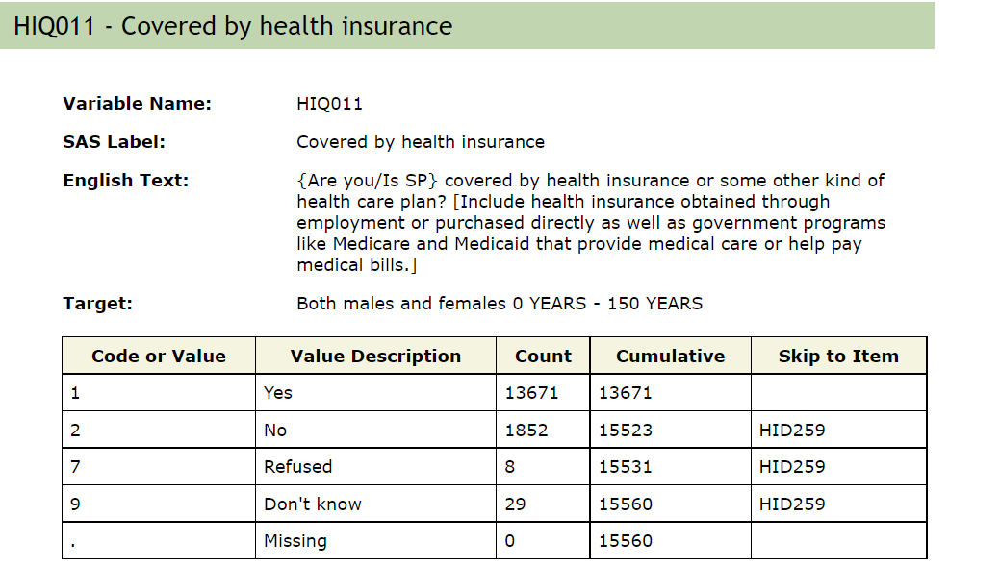 HIQ011 - Covered by health insurance
Variable Name: HIQ011
SAS Label: Covered by health insurance
English Text: {Are you/Is SP} covered by health insurance or some other kind of
health care plan? [Include health insurance obtained through
employment or purchased directly as well as government programs
like Medicare and Medicaid that provide medical care or help pay
medical bills.]
Target: Both males and females 0 YEARS - 150 YEARS
Code or Value Value Description Count Cumulative Skip to Item
1 Yes 13671 13671
2 No 1852 15523 HID259
7 Refused 8 15531 HID259
9 Don't know 29 15560 HID259
. Missing 0 15560